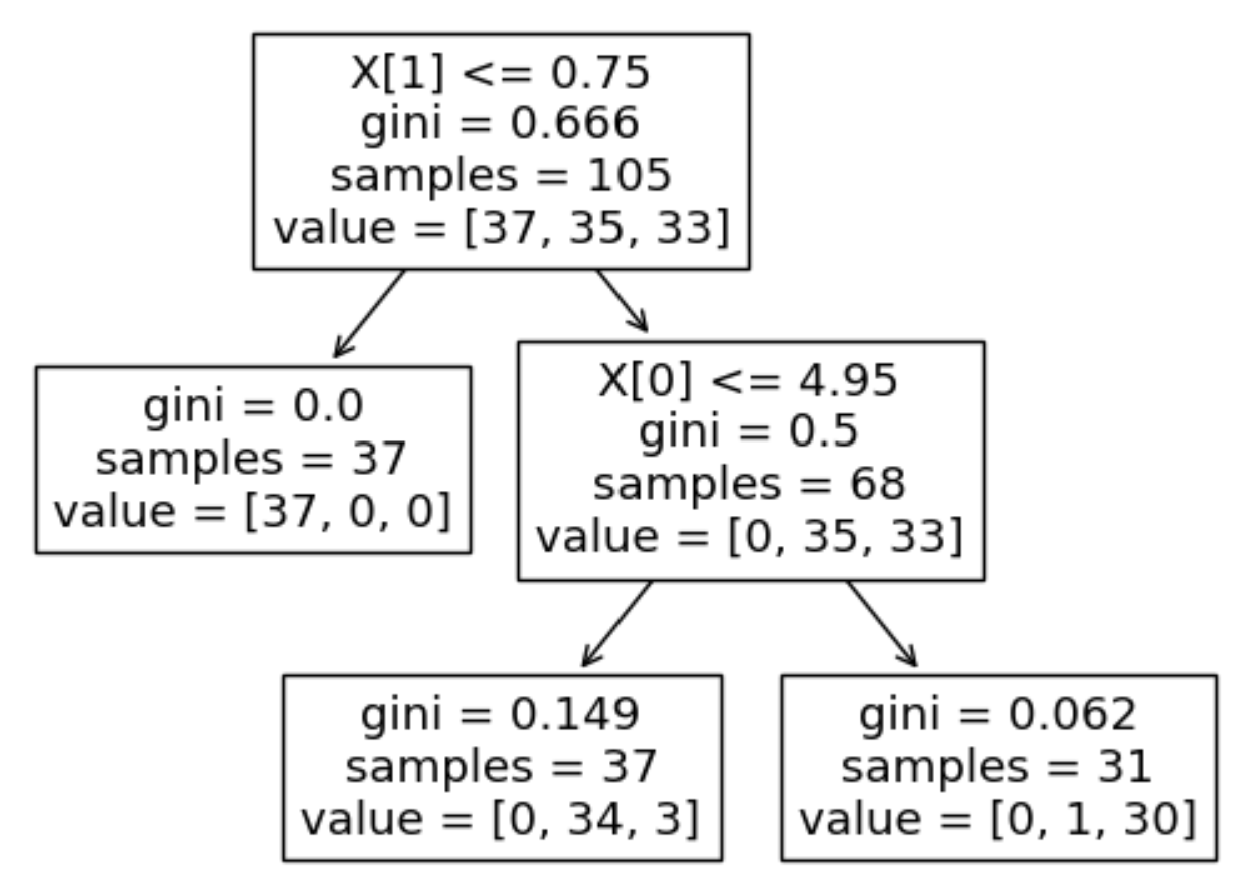 X[1] <= 0.75
gini = 0.666
samples = 105
value = [37, 35, 33]
gini = 0.0
samples = 37
value = [37, 0, 0]
X[0] <= 4.95
gini = 0.5
samples = 68
value = [0, 35, 33]
gini = 0.149
samples = 37
value = [0, 34, 3]
gini = 0.062
samples = 31
value = [0, 1, 30]